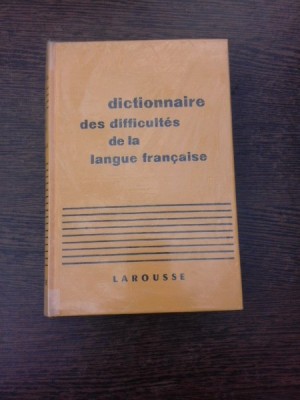 dictionnaire
des difficultés
de la
langue française
LAROUSSE